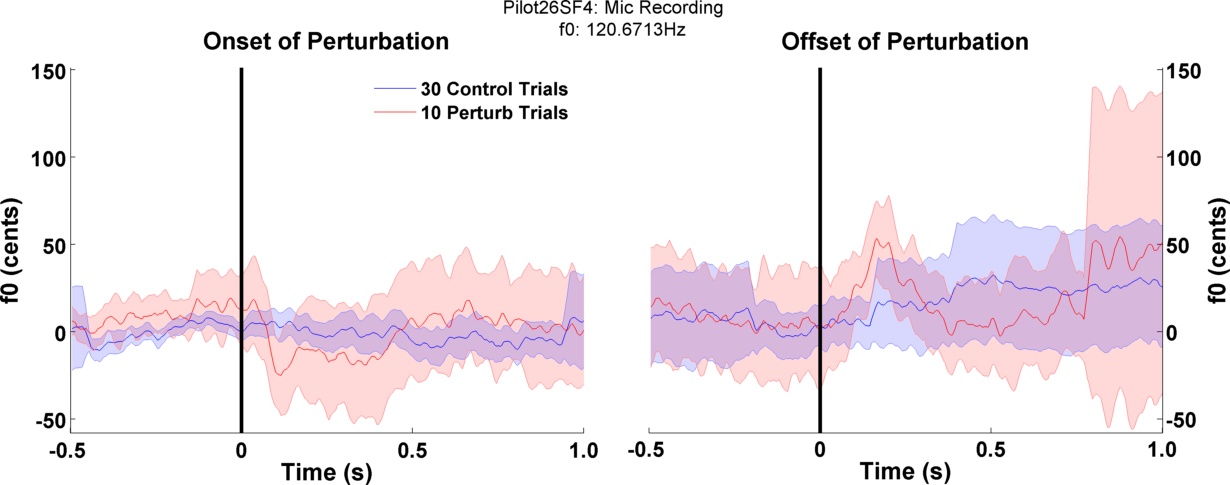 Pilot26SF4: Mic Recording
f0: 120.6713Hz
Onset of Perturbation
Offset of Perturbation
150
100
50
0
-50
f0 (cents)
30 Control Trials
10 Perturb Trials
-0.5
0
0.5
1.0
Time (s)
150
100
50
0
-50
f0 (cents)
-0.5
0
0.5
1.0
Time (s)